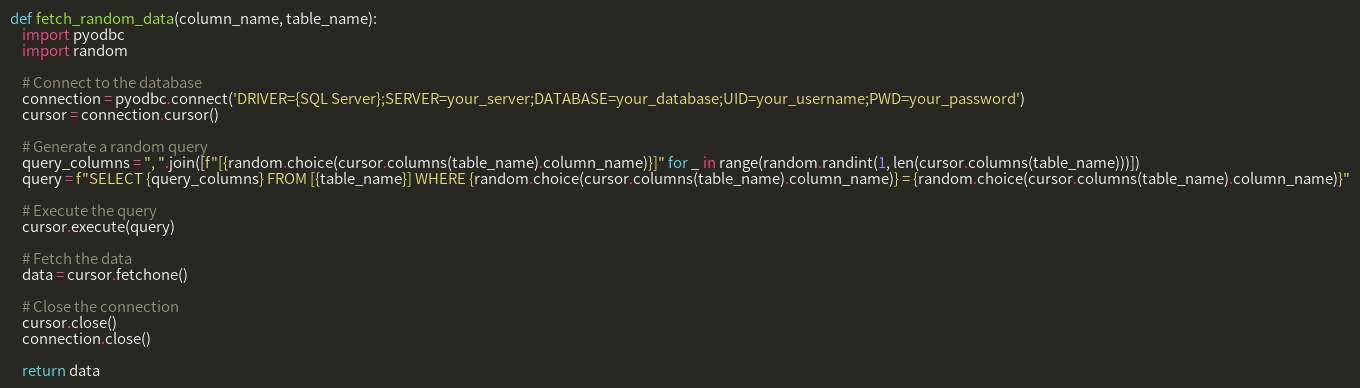 def fetch_random_data(column_name, table_name):
    import pyodbc
    import random

    # Connect to the database
    connection = pyodbc.connect('DRIVER={SQL Server};SERVER=your_server;DATABASE=your_database;UID=your_username;PWD=your_password')
    cursor = connection.cursor()

    # Generate a random query
    query_columns = ", ".join([f"[{random.choice(cursor.columns(table_name).column_name)}]" for _ in range(random.randint(1, len(cursor.columns(table_name)))])
    query = f"SELECT {query_columns} FROM [{table_name}] WHERE {random.choice(cursor.columns(table_name).column_name)} = {random.choice(cursor.columns(table_name).column_name)}"

    # Execute the query
    cursor.execute(query)

    # Fetch the data
    data = cursor.fetchone()

    # Close the connection
    cursor.close()
    connection.close()

    return data